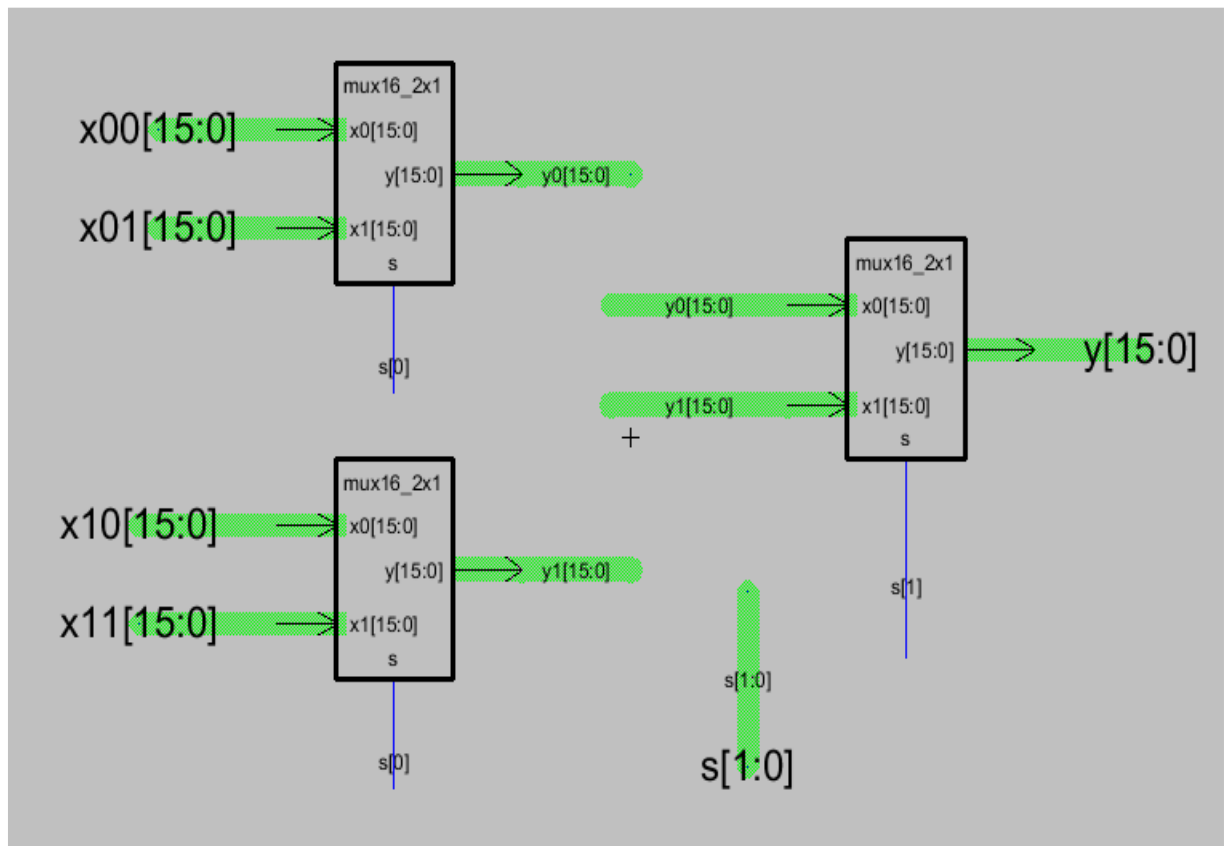 mux16_2x1
x00[15:0]
x0[15:0]
y[15:0]
y0[15:0]
x01[15:0]
x1[15:0]
s
s[0]
mux16_2x1
y0[15:0]
x0[15:0]
y[15:0]
y[15:0]
y1[15:0]
x1[15:0]
s
s[1]
mux16_2x1
x10[15:0]
x0[15:0]
y[15:0]
y1[15:0]
x11[15:0]
x1[15:0]
s
s[0]
s[1:0]
s[1:0]